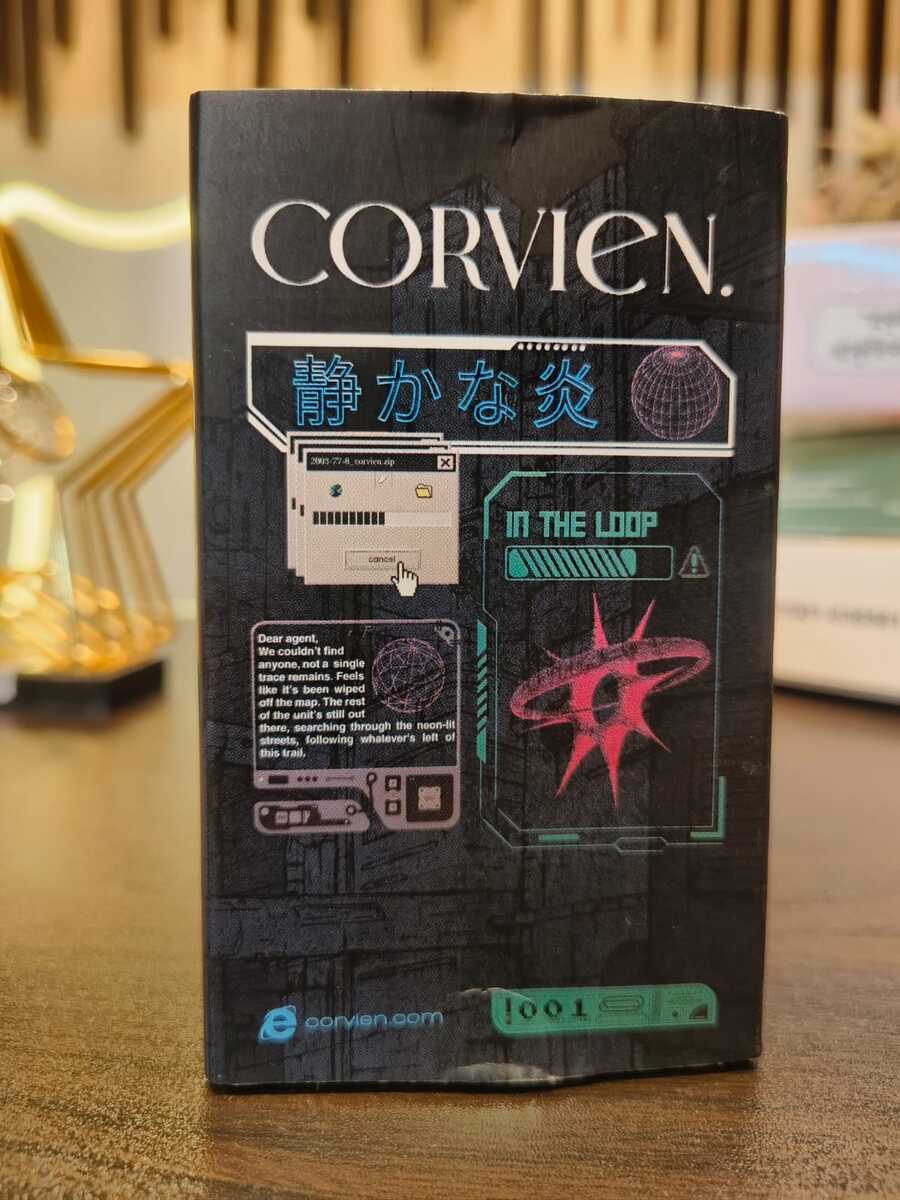 CORVIeN.
静かな炎
2003-77-8_corvien.zip
cancel
IN THE LOOP
Dear agent,
We couldn't find
anyone, not a single
trace remains. Feels
like it's been wiped
off the map. The rest
of the unit's still out
there, searching through the neon-lit
streets, following whatever's left of
this trail.
corvien.com
!001